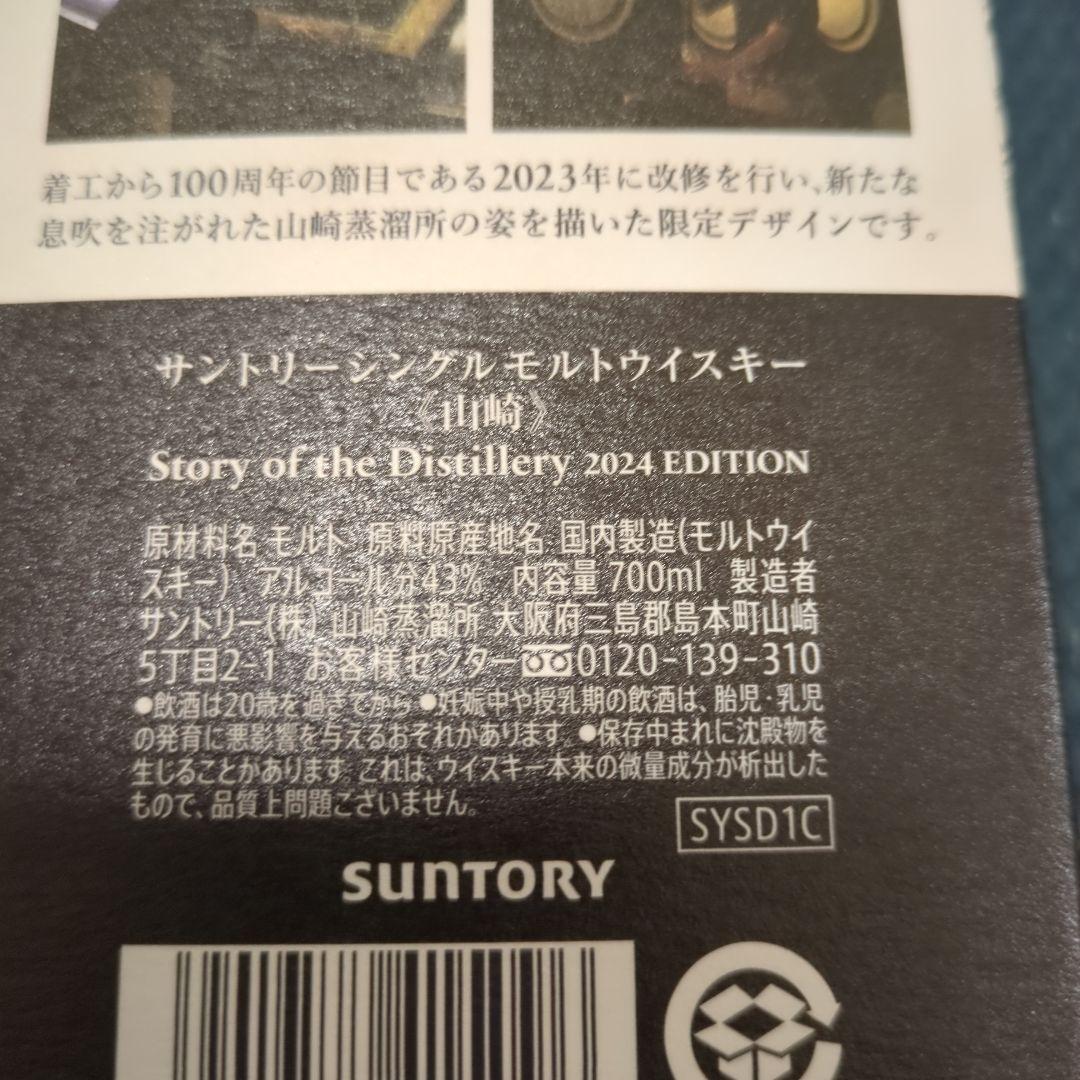 着工から100周年の節目である2023年に改修を行い、新たな
息吹を注がれた山崎蒸溜所の姿を描いた限定デザインです。
サントリーシングルモルトウイスキー
《山崎》
Story of the Distillery 2024 EDITION
原材料名 モルト 原料原産地名 国内製造(モルトウイ
スキー) アルコール分43% 内容量 700ml 製造者
サントリー(株) 山崎蒸溜所 大阪府三島郡島本町山崎
5丁目2-1 お客様センター 0120-139-310
●飲酒は20歳を過ぎてから ●妊娠中や授乳期の飲酒は、胎児・乳児
の発育に悪影響を与えるおそれがあります。●保存中まれに沈殿物を
生じることがあります。これは、ウイスキー本来の微量成分が析出した
もので、品質上問題ございません。
SYSD1C
SUNTORY